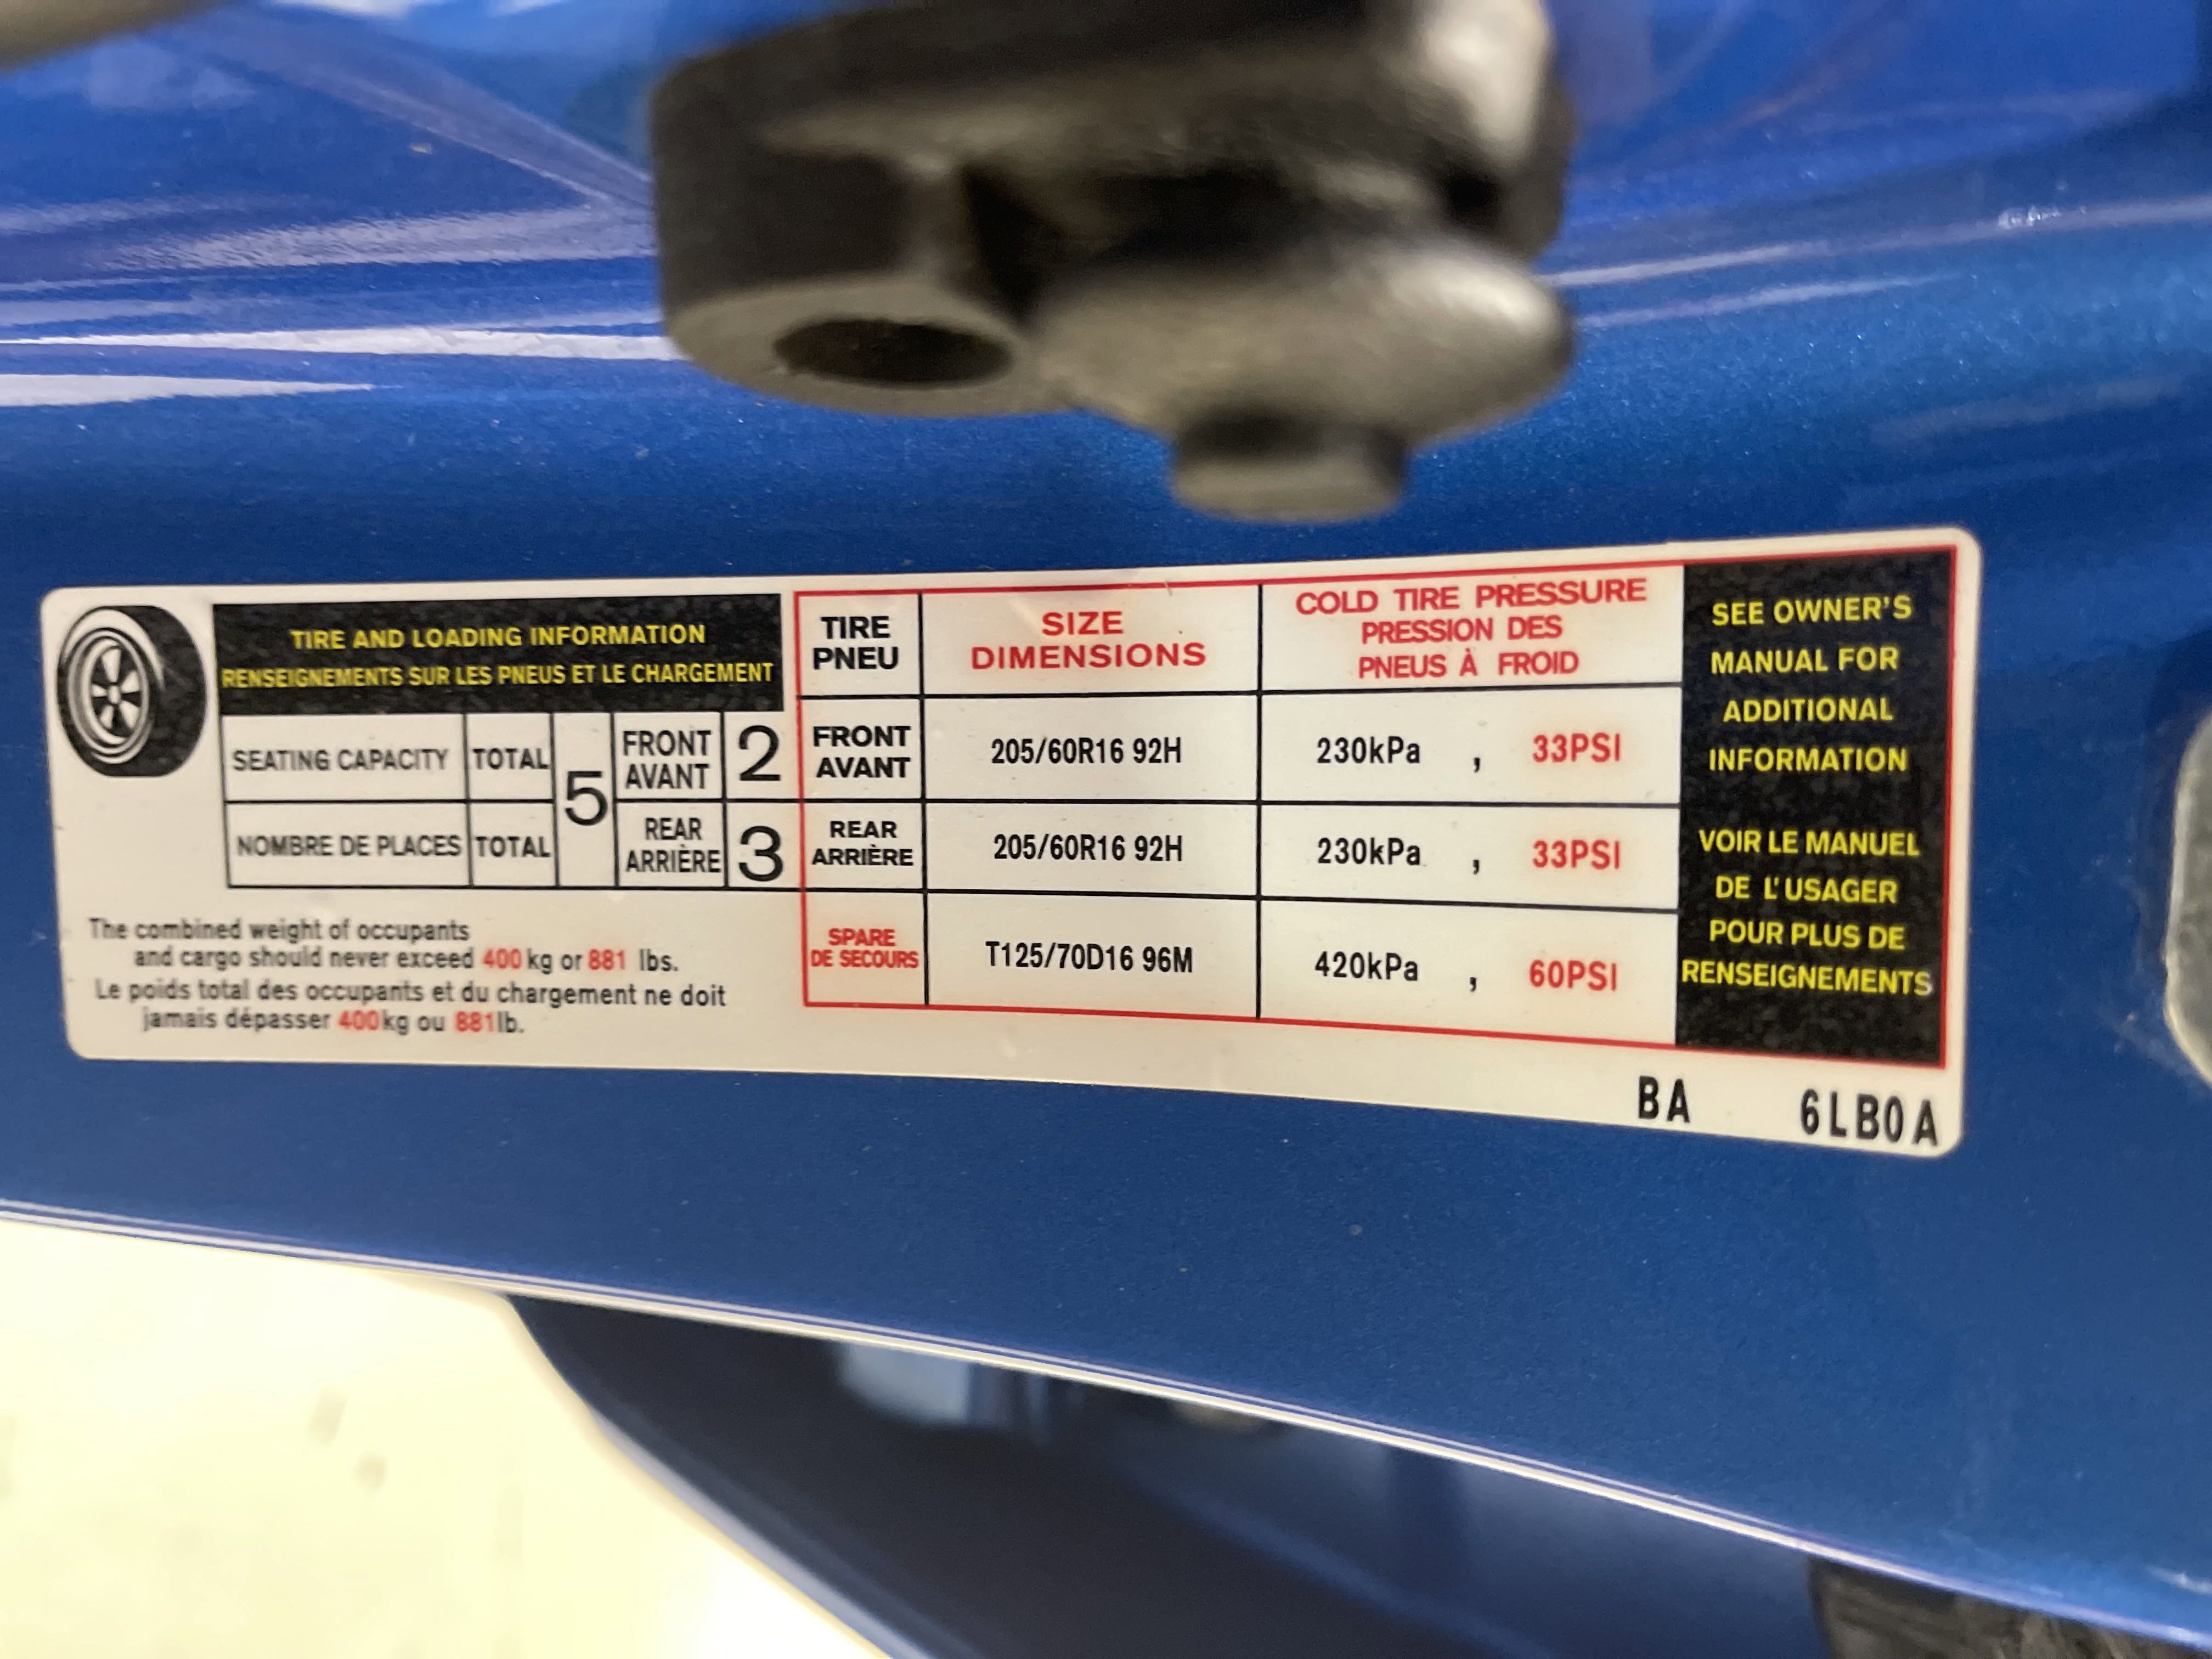 TIRE AND LOADING INFORMATION
RENSEIGNEMENTS SUR LES PNEUS ET LE CHARGEMENT
SEATING CAPACITY TOTAL 5 FRONT AVANT 2
NOMBRE DE PLACES TOTAL REAR ARRIÈRE 3
The combined weight of occupants
and cargo should never exceed 400 kg or 881 lbs.
Le poids total des occupants et du chargement ne doit
jamais dépasser 400kg ou 881lb.
TIRE PNEU SIZE DIMENSIONS COLD TIRE PRESSURE PRESSION DES PNEUS À FROID
FRONT AVANT 205/60R16 92H 230kPa , 33PSI
REAR ARRIÈRE 205/60R16 92H 230kPa , 33PSI
SPARE DE SECOURS T125/70D16 96M 420kPa , 60PSI
SEE OWNER'S
MANUAL FOR
ADDITIONAL
INFORMATION
VOIR LE MANUEL
DE L'USAGER
POUR PLUS DE
RENSEIGNEMENTS
BA 6LB0A